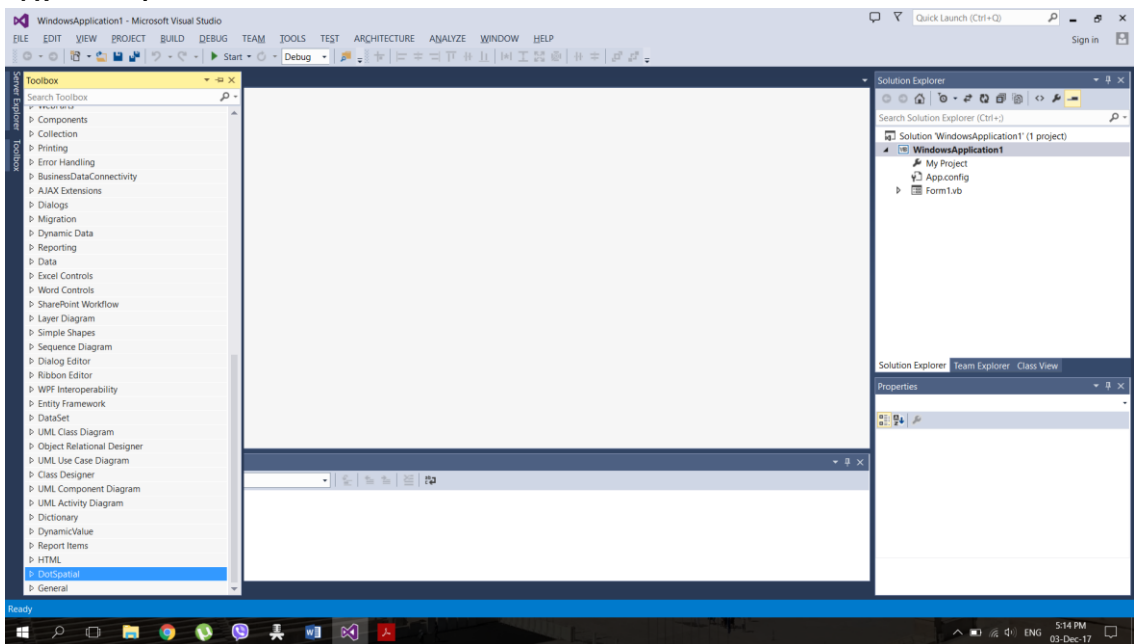 WindowsApplication1 - Microsoft Visual Studio
Quick Launch (Ctrl+Q)
FILE EDIT VIEW PROJECT BUILD DEBUG TEAM TOOLS TEST ARCHITECTURE ANALYZE WINDOW HELP
Sign in
Start
Debug
Server Explorer
Toolbox
Toolbox
Search Toolbox
Components
Collection
Printing
Error Handling
BusinessDataConnectivity
AJAX Extensions
Dialogs
Migration
Dynamic Data
Reporting
Data
Excel Controls
Word Controls
SharePoint Workflow
Layer Diagram
Simple Shapes
Sequence Diagram
Dialog Editor
Ribbon Editor
WPF Interoperability
Entity Framework
DataSet
UML Class Diagram
Object Relational Designer
UML Use Case Diagram
Class Designer
UML Component Diagram
UML Activity Diagram
Dictionary
DynamicValue
Report Items
HTML
DotSpatial
General
Solution Explorer
Search Solution Explorer (Ctrl+;)
Solution 'WindowsApplication1' (1 project)
WindowsApplication1
My Project
App.config
Form1.vb
Solution Explorer Team Explorer Class View
Properties
Ready
ENG
5:14 PM
03-Dec-17